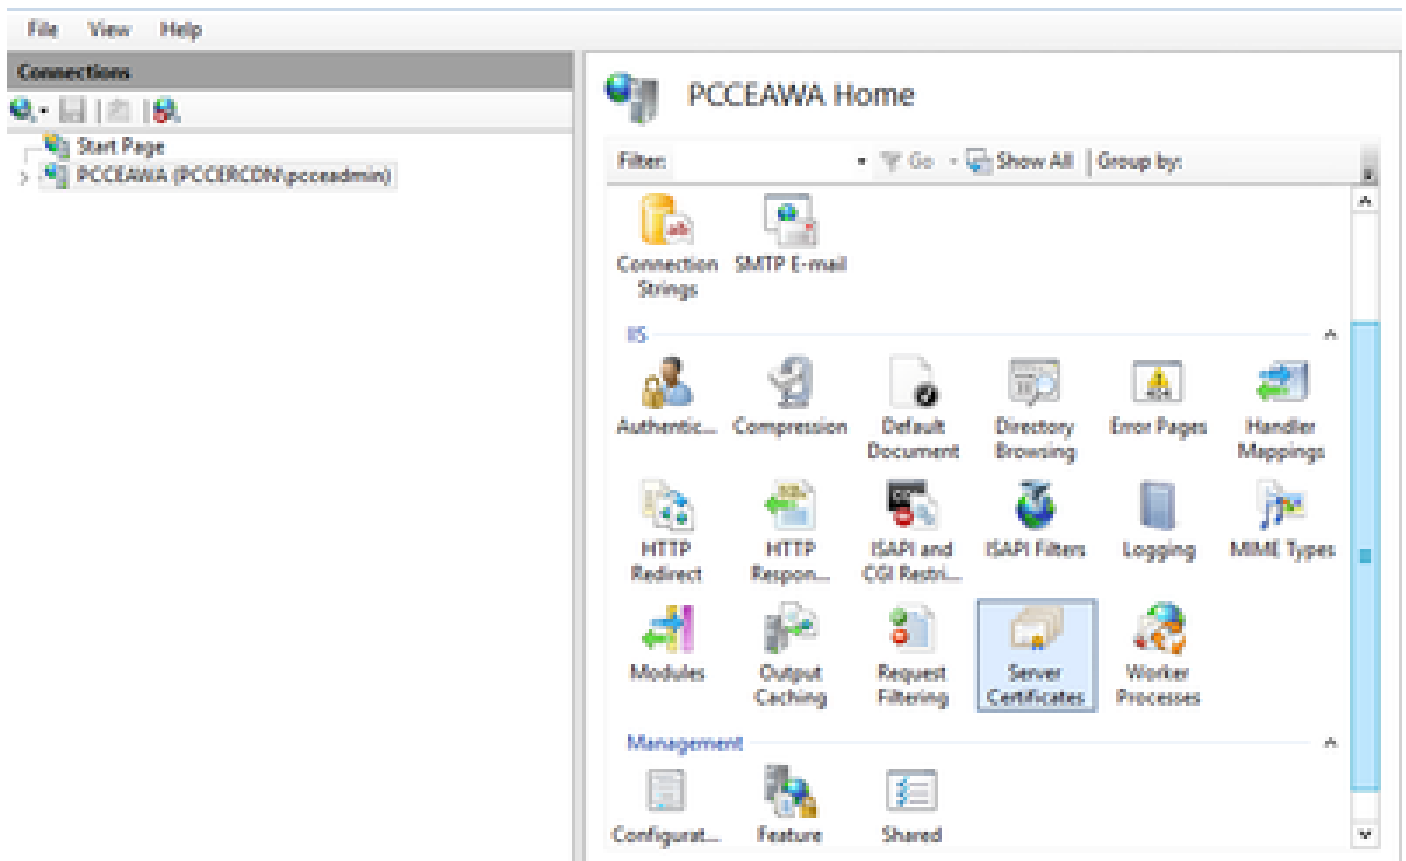 File View Help
Connections
Start Page
PCCEAWA (PCCERCDN\pcceadmin)
PCCEAWA Home
Filter: Go Show All Group by:
ab
Connection Strings
SMTP E-mail
IIS
Authentic...
Compression
Default Document
Directory Browsing
404
Error Pages
Handler Mappings
HTTP Redirect
HTTP Respon...
ISAPI and CGI Restri...
ISAPI Filters
Logging
MIME Types
Modules
Output Caching
Request Filtering
Server Certificates
Worker Processes
Management
Configurat...
Feature
Shared